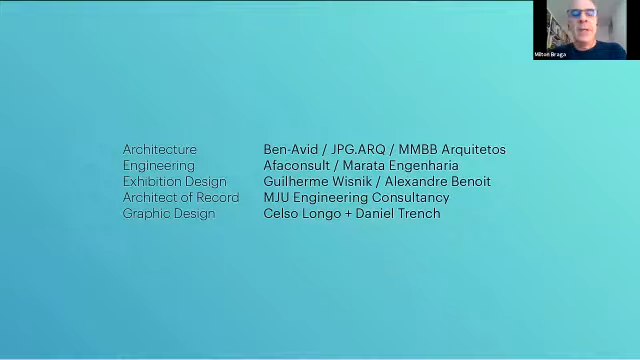 Milton Braga
Architecture Ben-Avid / JPG.ARQ / MMBB Arquitetos
Engineering Afaconsult / Marata Engenharia
Exhibition Design Guilherme Wisnik / Alexandre Benoit
Architect of Record MJU Engineering Consultancy
Graphic Design Celso Longo + Daniel Trench